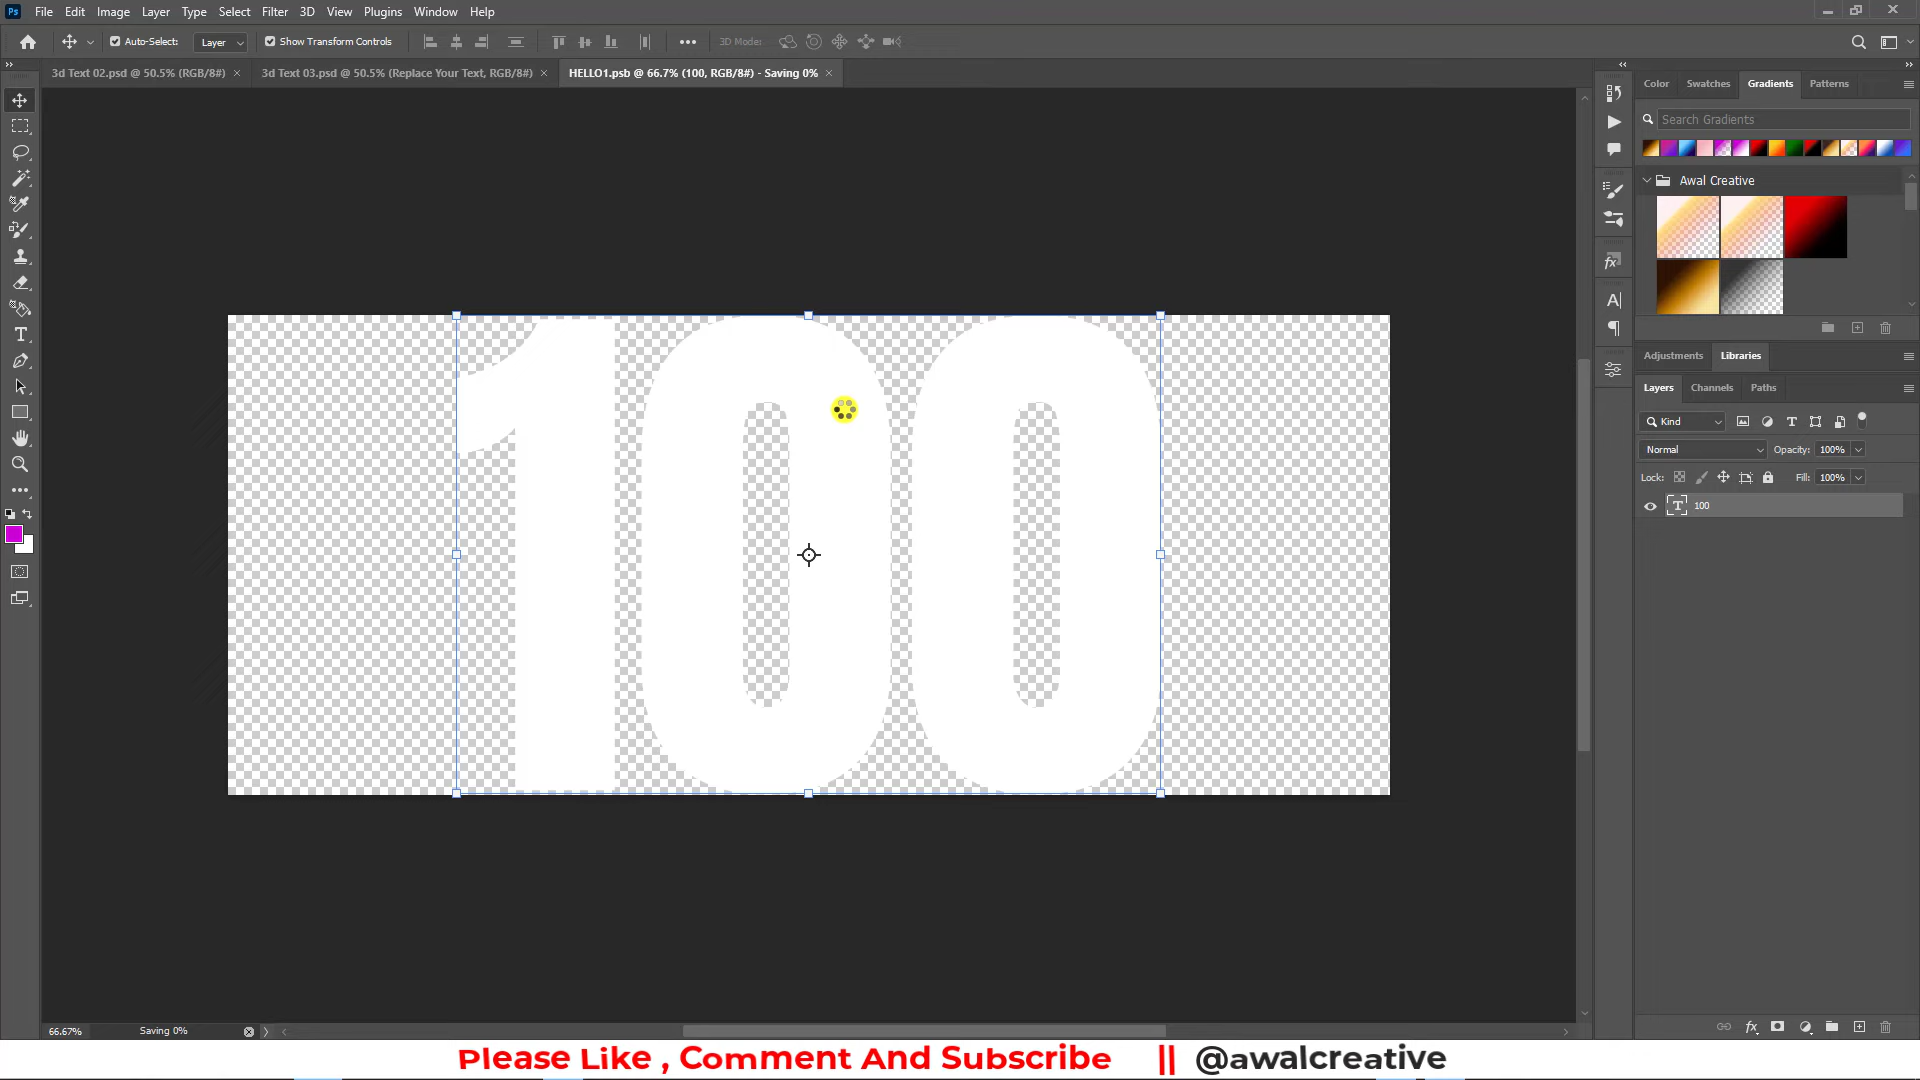 Ps File Edit Image Layer Type Select Filter 3D View Plugins Window Help
Auto-Select: Layer Show Transform Controls 3D Mode:
3d Text 02.psd @ 50.5% (RGB/8#) × 3d Text 03.psd @ 50.5% (Replace Your Text, RGB/8#) × HELLO1.psb @ 66.7% (100, RGB/8#) - Saving 0% ×
Color Swatches Gradients Patterns
Search Gradients
Awal Creative
100
Adjustments Libraries
Layers Channels Paths
Kind
Normal Opacity: 100%
Lock: Fill: 100%
T 100
66.67% Saving 0%
Please Like , Comment And Subscribe || @awalcreative